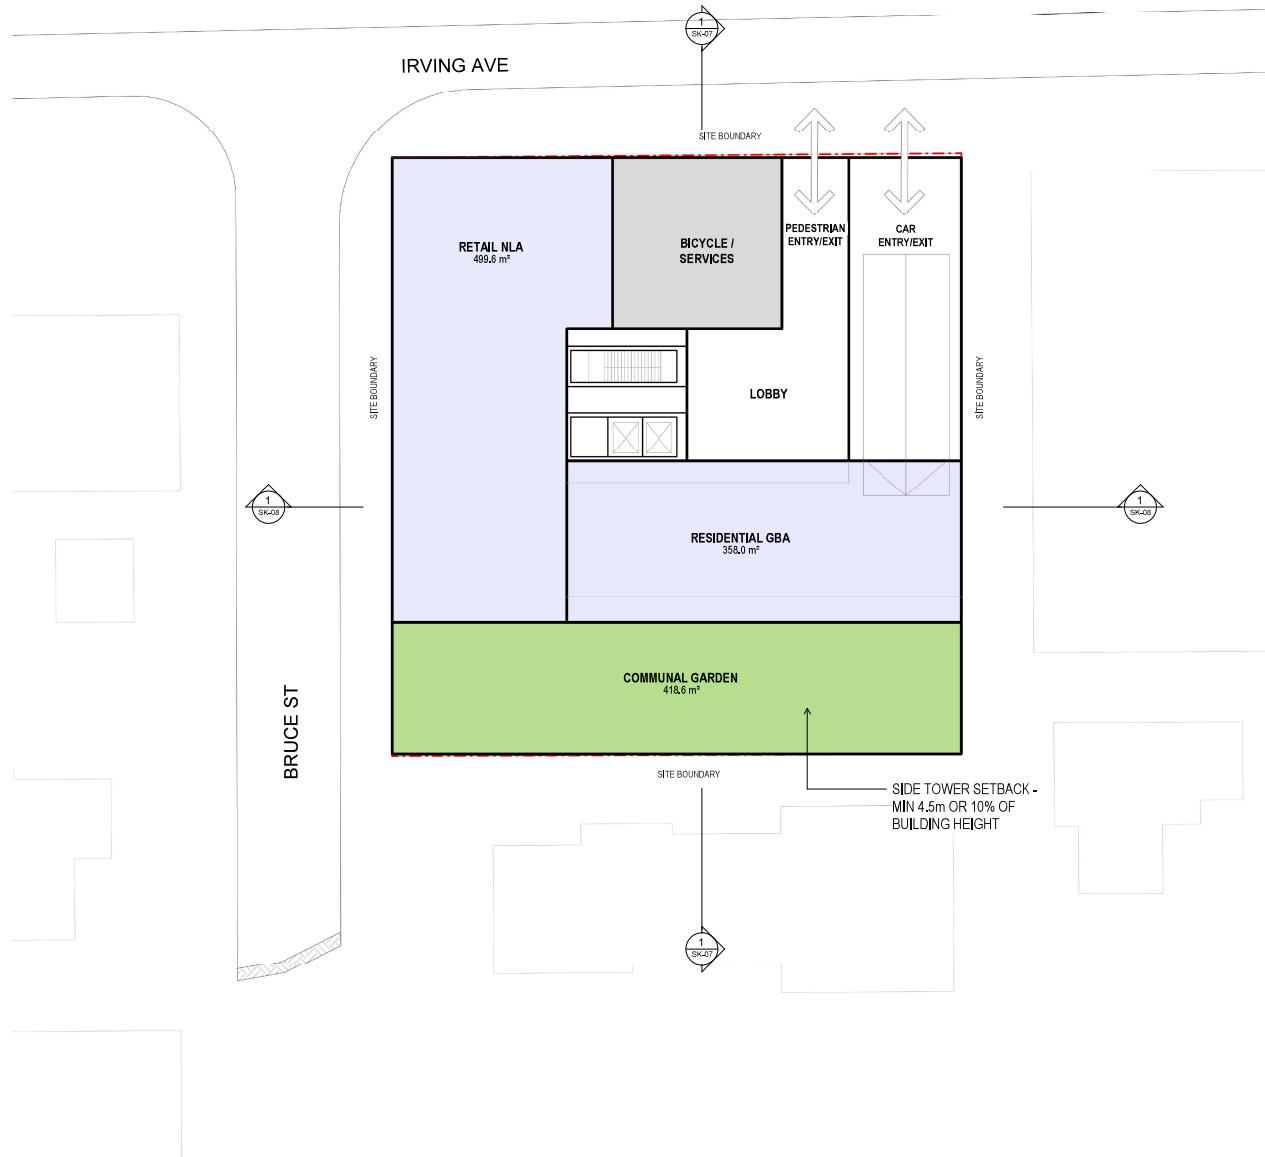 1
SK-07
IRVING AVE
SITE BOUNDARY
RETAIL NLA
499.6 m²
BICYCLE /
SERVICES
PEDESTRIAN
ENTRY/EXIT
CAR
ENTRY/EXIT
SITE BOUNDARY
LOBBY
SITE BOUNDARY
1
SK-08
1
SK-08
RESIDENTIAL GBA
358.0 m²
COMMUNAL GARDEN
418.6 m²
BRUCE ST
SITE BOUNDARY
SIDE TOWER SETBACK -
MIN 4.5m OR 10% OF
BUILDING HEIGHT
1
SK-07